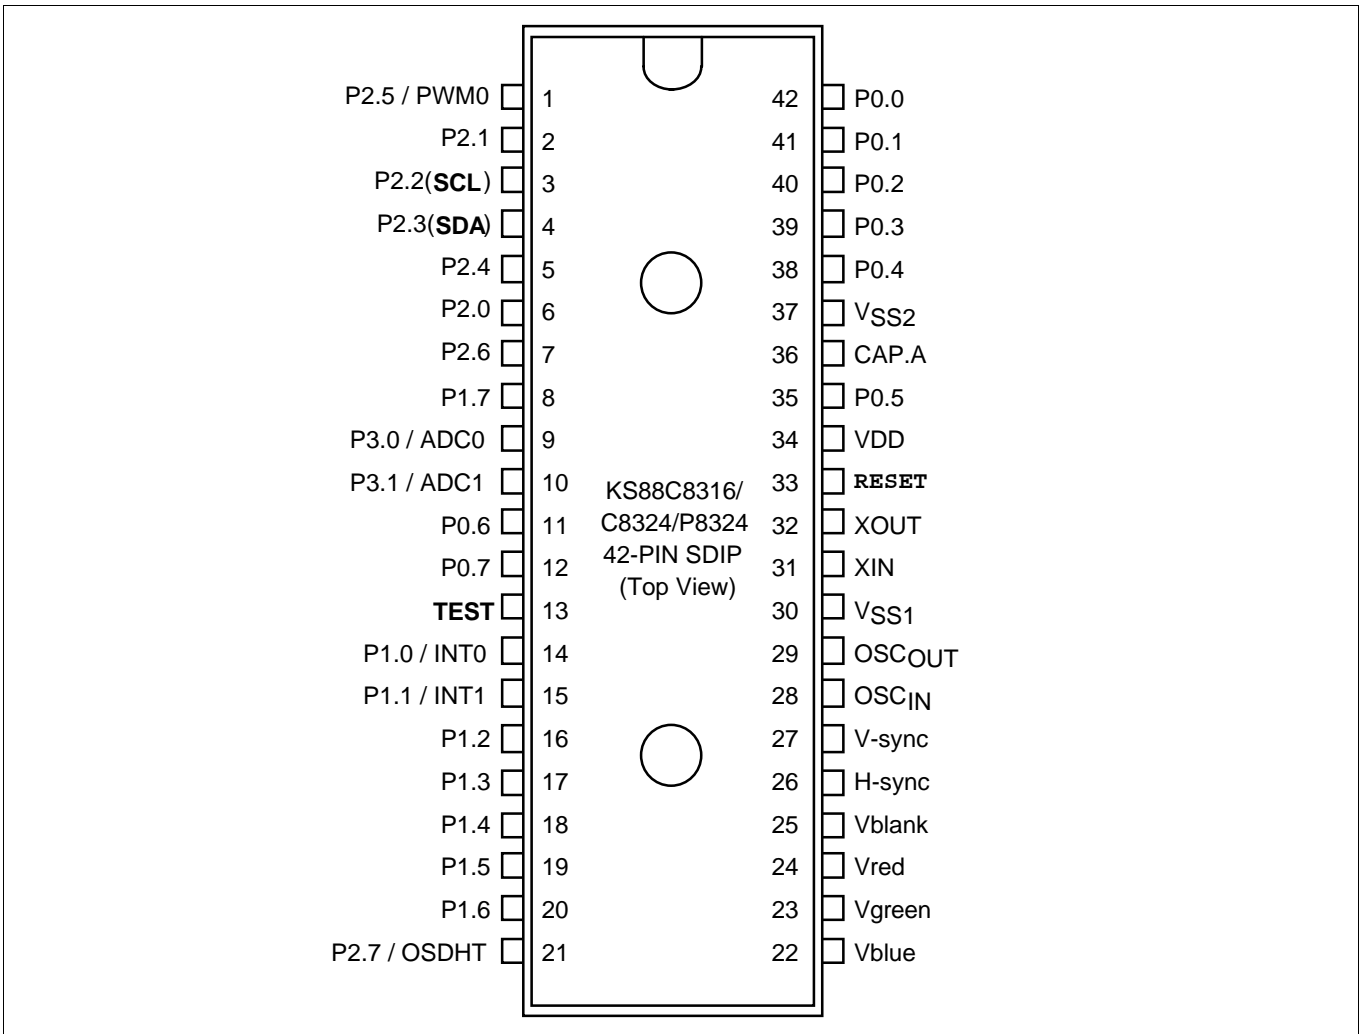 P2.5 / PWM0 1 42 P0.0
P2.1 2 41 P0.1
P2.2(SCL) 3 40 P0.2
P2.3(SDA) 4 39 P0.3
P2.4 5 38 P0.4
P2.0 6 37 VSS2
P2.6 7 36 CAP.A
P1.7 8 35 P0.5
P3.0 / ADC0 9 34 VDD
P3.1 / ADC1 10 33 RESET
P0.6 11 32 XOUT
P0.7 12 31 XIN
TEST 13 30 VSS1
P1.0 / INT0 14 29 OSCOUT
P1.1 / INT1 15 28 OSCIN
P1.2 16 27 V-sync
P1.3 17 26 H-sync
P1.4 18 25 Vblank
P1.5 19 24 Vred
P1.6 20 23 Vgreen
P2.7 / OSDHT 21 22 Vblue
KS88C8316/
C8324/P8324
42-PIN SDIP
(Top View)